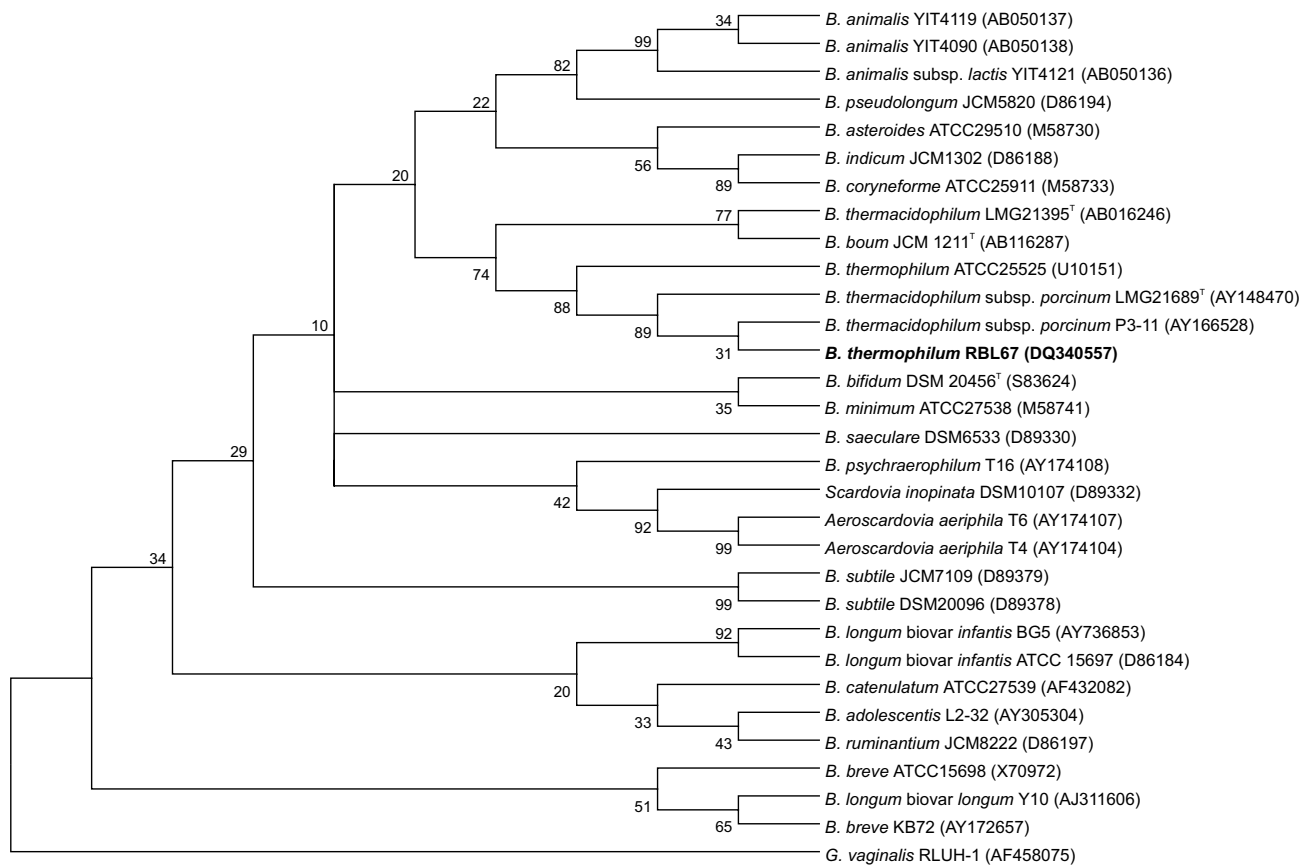 34
B. animalis YIT4119 (AB050137)
B. animalis YIT4090 (AB050138)
99
B. animalis subsp. lactis YIT4121 (AB050136)
82
B. pseudolongum JCM5820 (D86194)
22
B. asteroides ATCC29510 (M58730)
56
B. indicum JCM1302 (D86188)
89
B. coryneforme ATCC25911 (M58733)
20
77
B. thermacidophilum LMG21395ᵀ (AB016246)
B. boum JCM 1211ᵀ (AB116287)
74
B. thermophilum ATCC25525 (U10151)
88
B. thermacidophilum subsp. porcinum LMG21689ᵀ (AY148470)
89
B. thermacidophilum subsp. porcinum P3-11 (AY166528)
31
B. thermophilum RBL67 (DQ340557)
10
B. bifidum DSM 20456ᵀ (S83624)
35
B. minimum ATCC27538 (M58741)
B. saeculare DSM6533 (D89330)
29
B. psychraerophilum T16 (AY174108)
42
Scardovia inopinata DSM10107 (D89332)
92
Aeroscardovia aeriphila T6 (AY174107)
99
Aeroscardovia aeriphila T4 (AY174104)
34
B. subtile JCM7109 (D89379)
99
B. subtile DSM20096 (D89378)
92
B. longum biovar infantis BG5 (AY736853)
B. longum biovar infantis ATCC 15697 (D86184)
20
B. catenulatum ATCC27539 (AF432082)
33
B. adolescentis L2-32 (AY305304)
43
B. ruminantium JCM8222 (D86197)
B. breve ATCC15698 (X70972)
51
B. longum biovar longum Y10 (AJ311606)
65
B. breve KB72 (AY172657)
G. vaginalis RLUH-1 (AF458075)